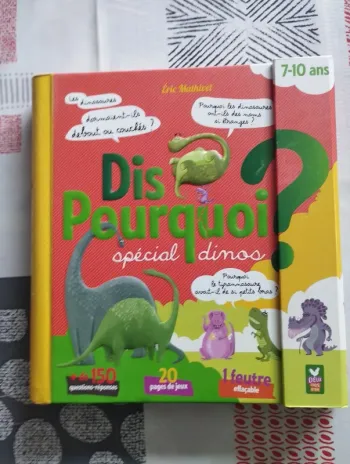 Éric Mathivet
7-10 ans
Les dinosaures
dormaient-ils
debout ou couchés ?
Pourquoi les dinosaures
ont-ils des noms
si étranges ?
Dis
Pourquoi
?
spécial dinos
Pourquoi
le tyrannosaure
avait-il de si petits bras ?
+ de 150
questions-réponses
20
pages de jeux
1 feutre
effaçable
DEUX